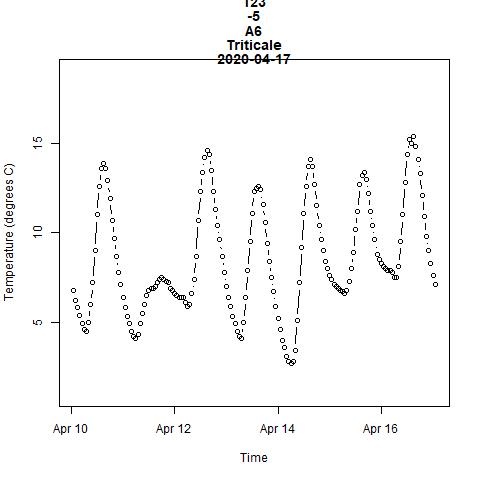 123
-5
A6
Triticale
2020-04-17
Temperature (degrees C)
15
10
5
Apr 10
Apr 12
Apr 14
Apr 16
Time